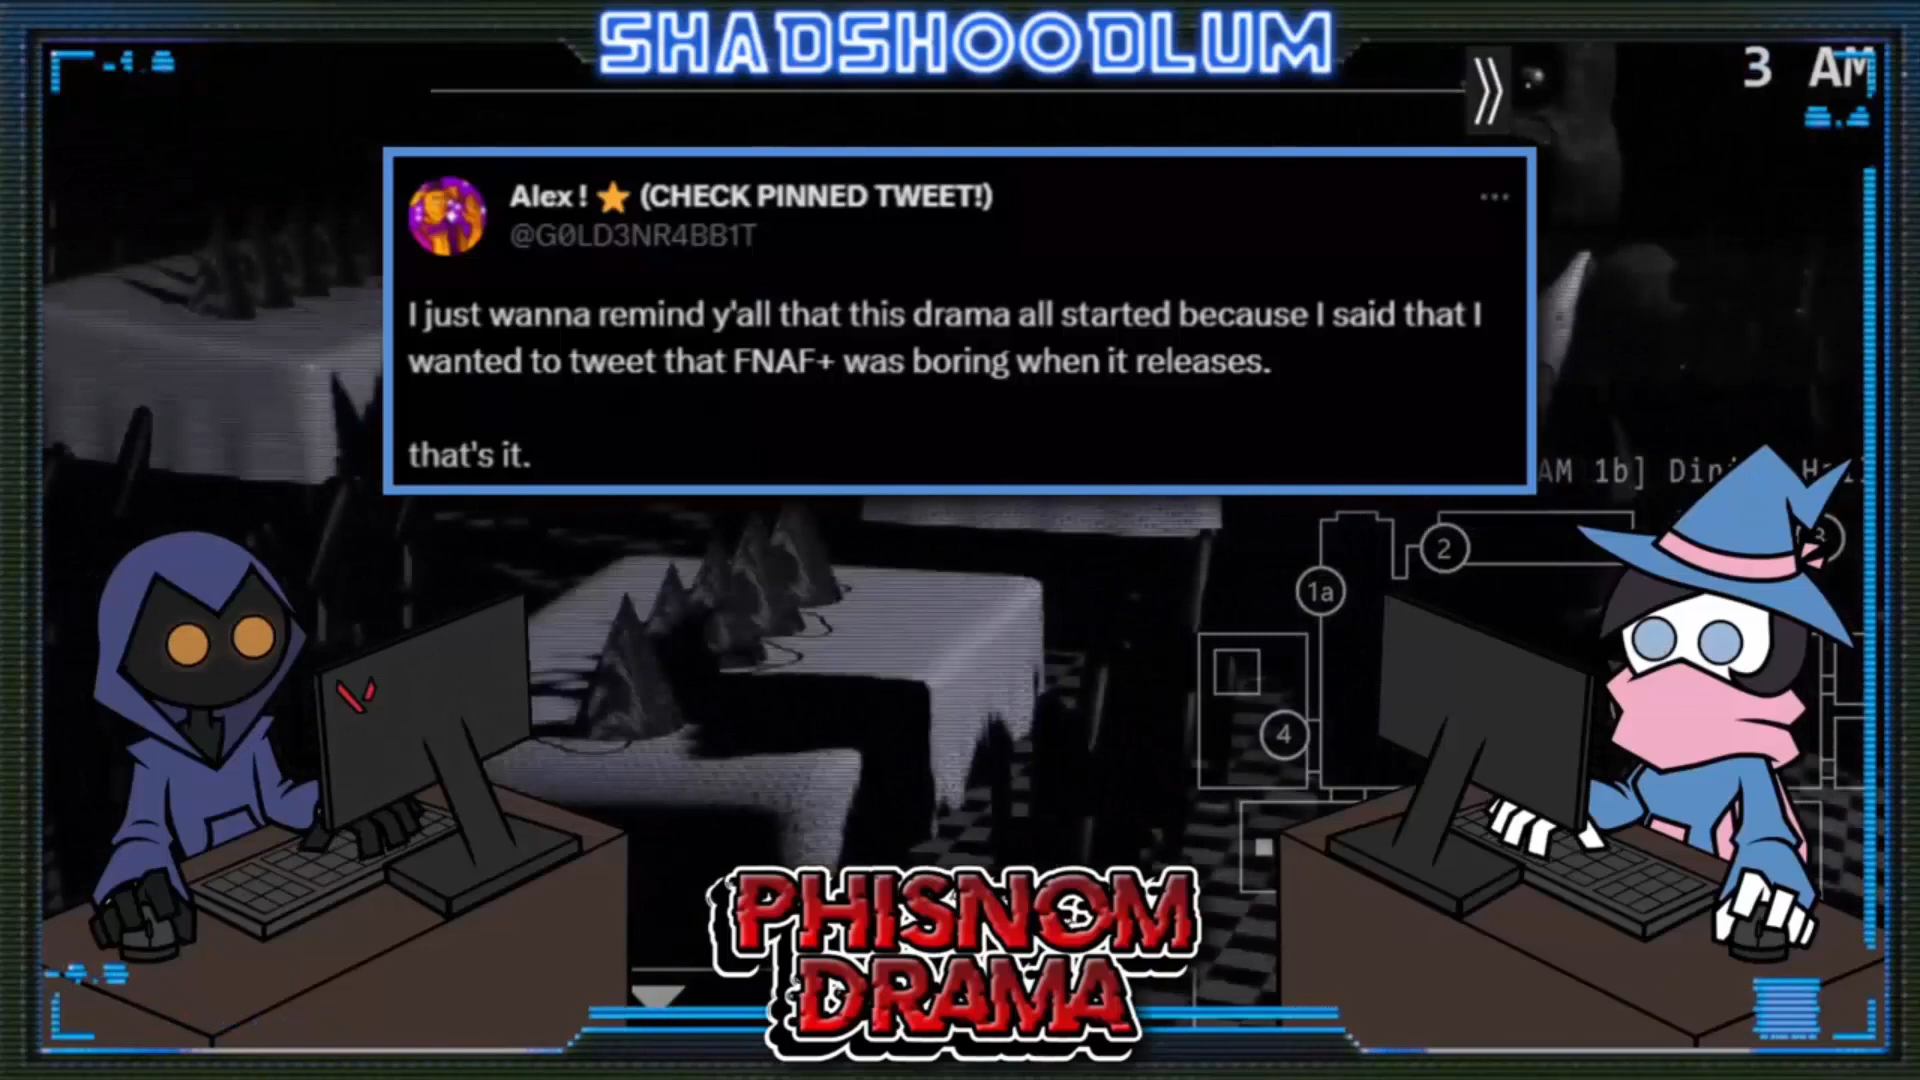 SHADSHOODLUM
3 AM
Alex ! ⭐ (CHECK PINNED TWEET!)
@G0LD3NR4BB1T
I just wanna remind y'all that this drama all started because I said that I
wanted to tweet that FNAF+ was boring when it releases.
that's it.
AM 1b]
2
1a
4
PHISNOM
DRAMA